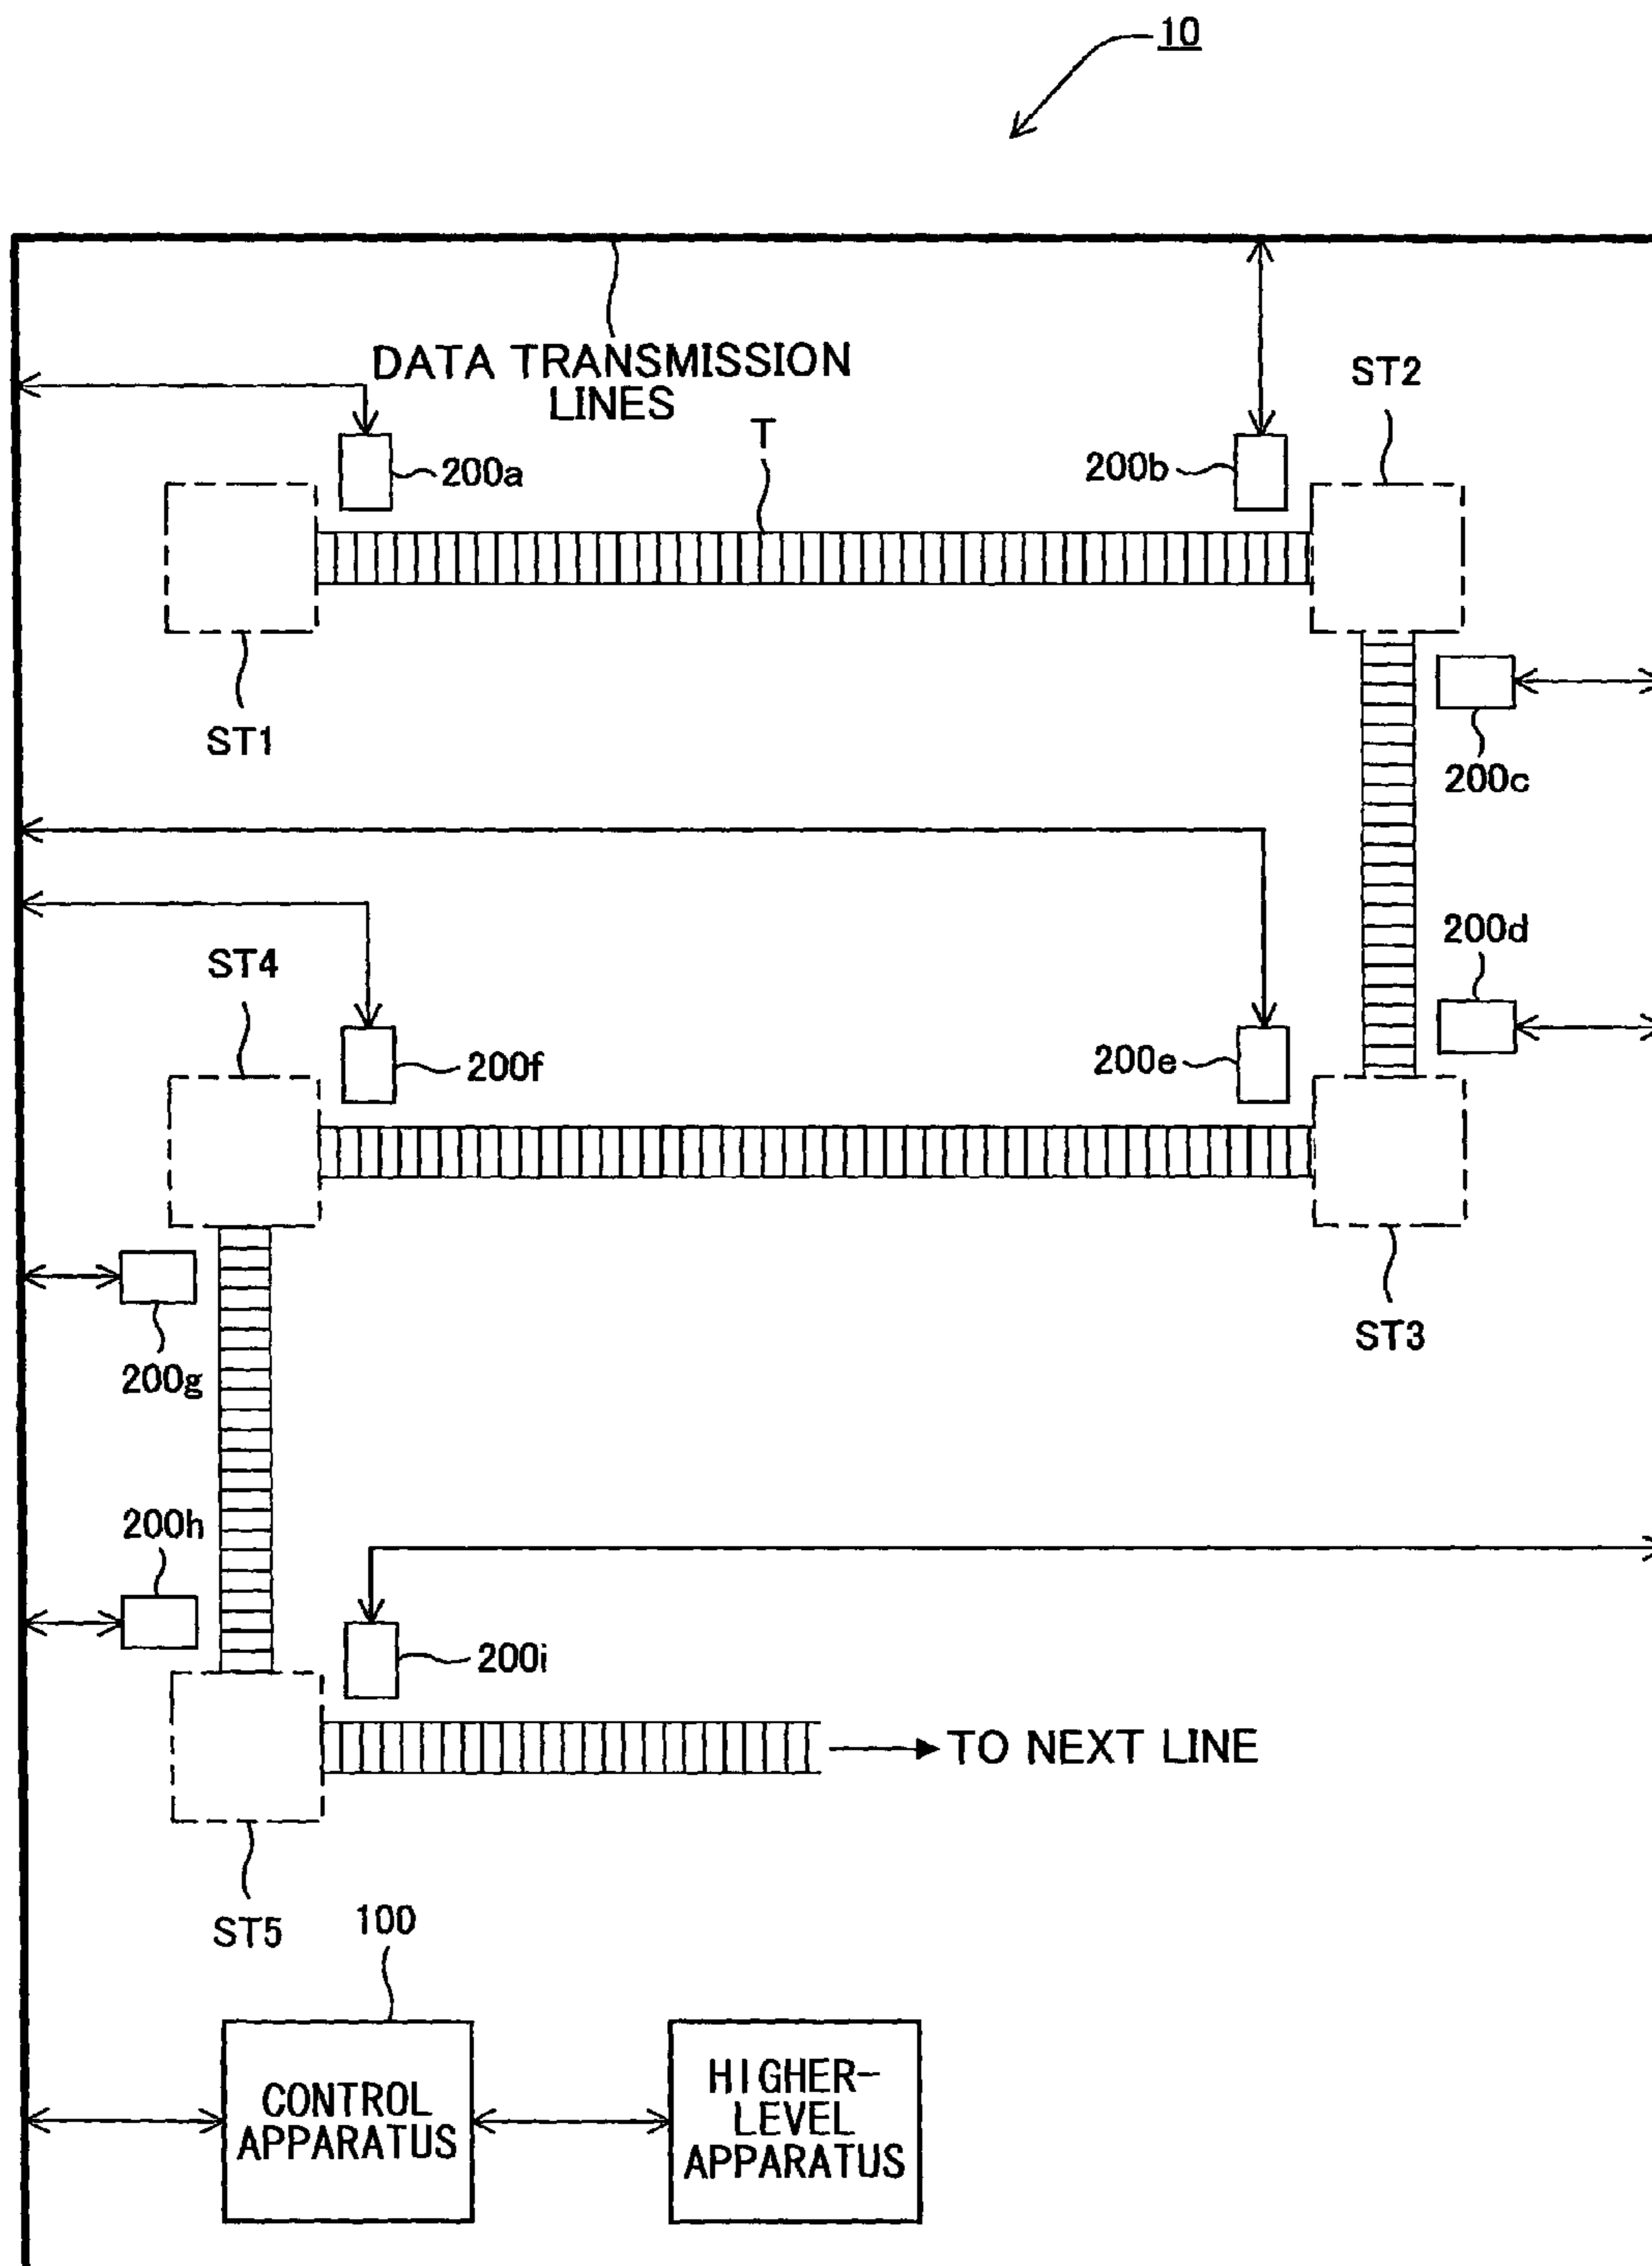 10
DATA TRANSMISSION
LINES
ST2
T
200a
200b
ST1
200c
200d
ST4
200f
200e
ST3
200g
200h
200i
TO NEXT LINE
ST5
100
CONTROL
APPARATUS
HIGHER-
LEVEL
APPARATUS